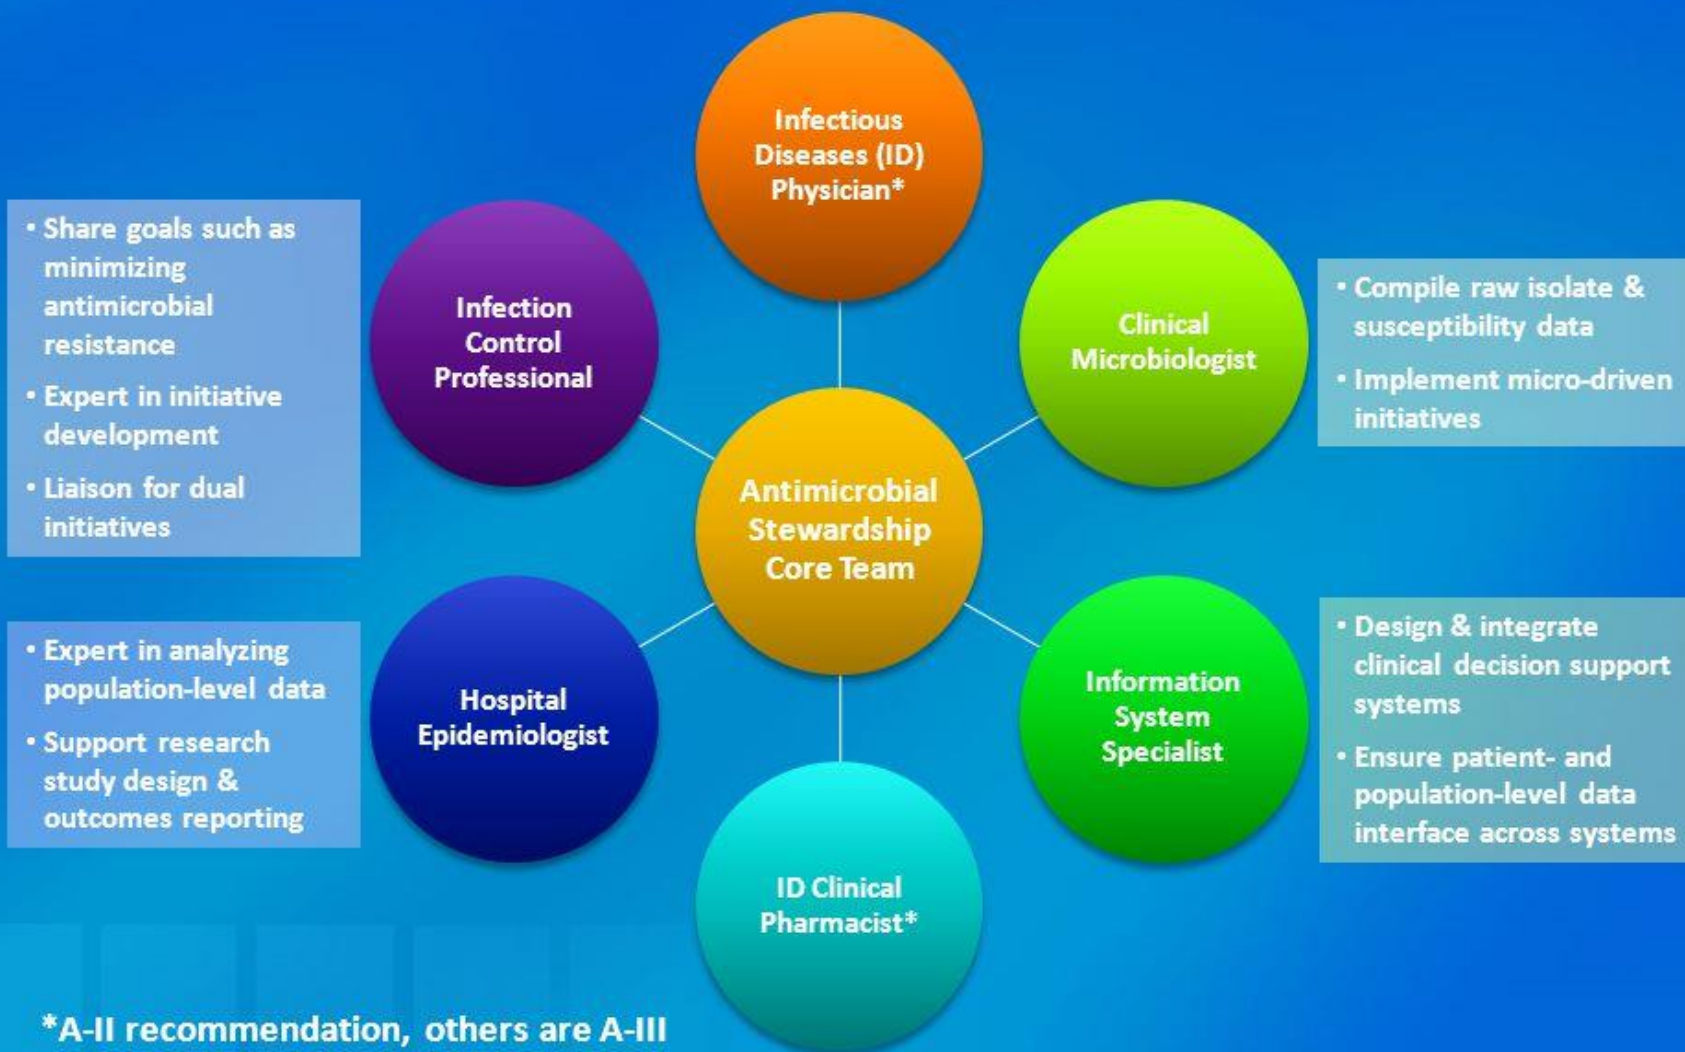 Infectious
Diseases (ID)
Physician*
• Share goals such as
minimizing
antimicrobial
resistance
• Expert in initiative
development
• Liaison for dual
initiatives
Infection
Control
Professional
Clinical
Microbiologist
• Compile raw isolate &
susceptibility data
• Implement micro-driven
initiatives
Antimicrobial
Stewardship
Core Team
• Expert in analyzing
population-level data
• Support research
study design &
outcomes reporting
Hospital
Epidemiologist
Information
System
Specialist
• Design & integrate
clinical decision support
systems
• Ensure patient- and
population-level data
interface across systems
ID Clinical
Pharmacist*
*A-II recommendation, others are A-III